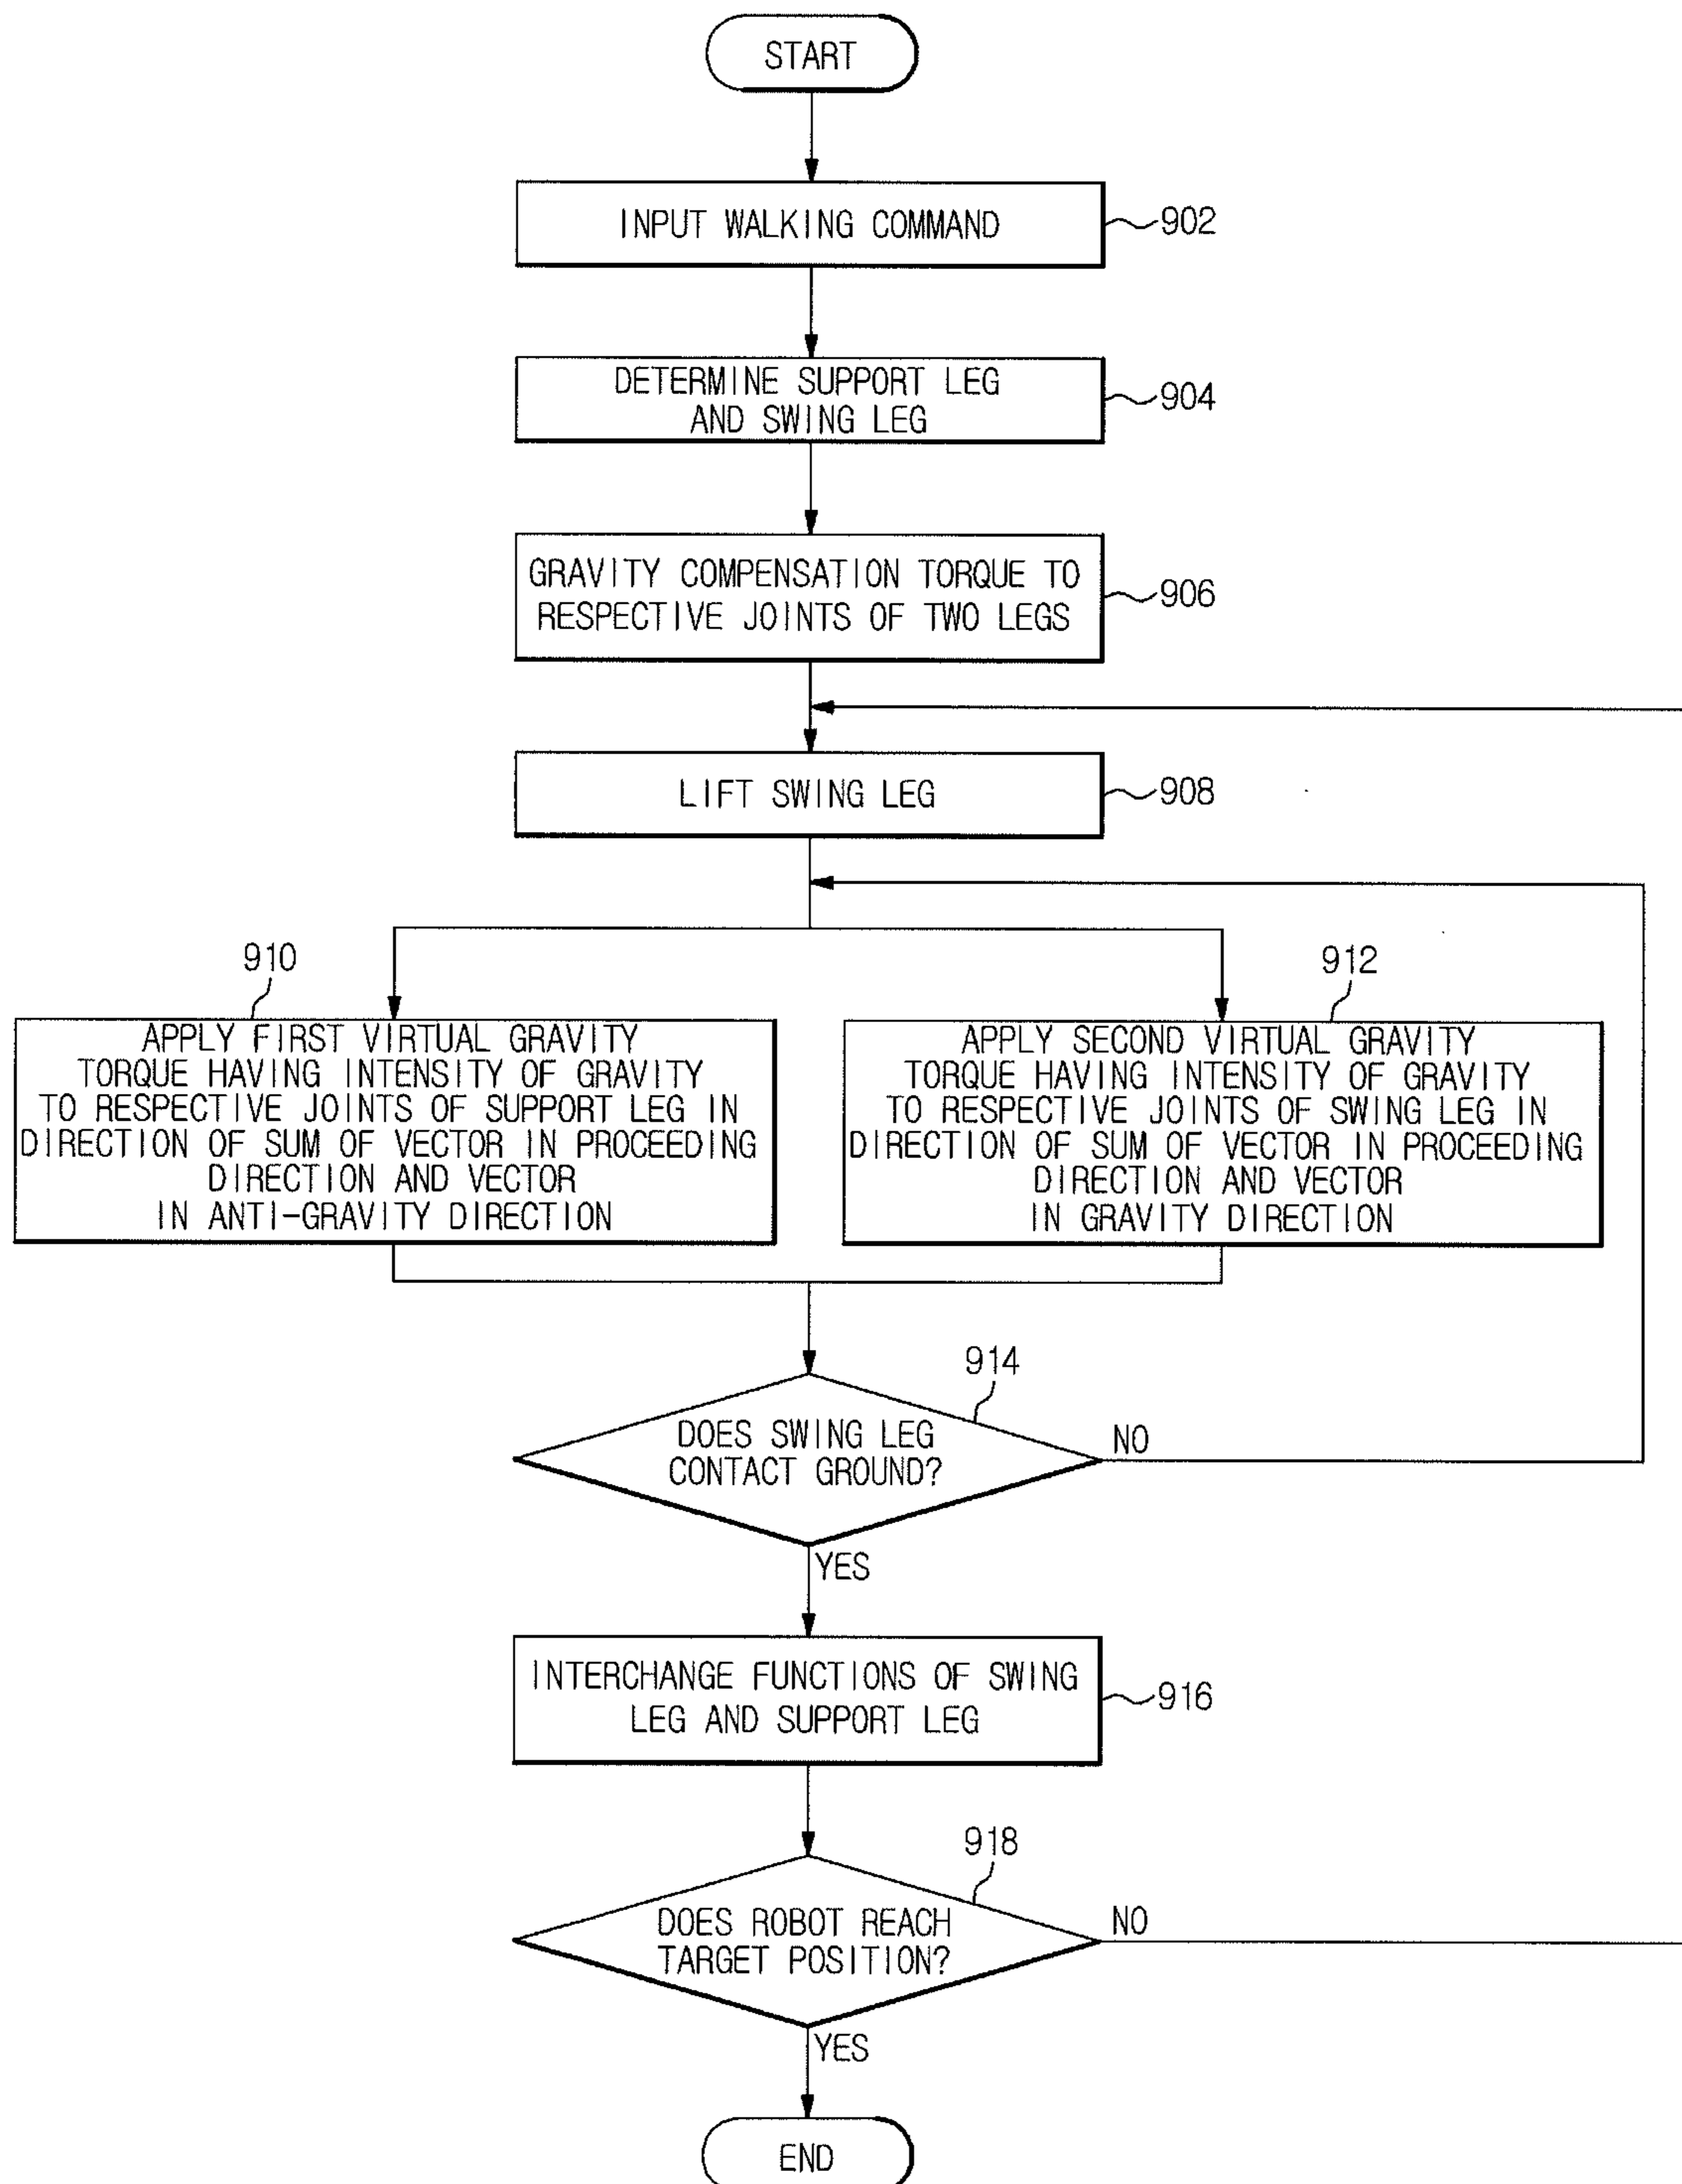 START
INPUT WALKING COMMAND
902
DETERMINE SUPPORT LEG
AND SWING LEG
904
GRAVITY COMPENSATION TORQUE TO
RESPECTIVE JOINTS OF TWO LEGS
906
LIFT SWING LEG
908
910
APPLY FIRST VIRTUAL GRAVITY
TORQUE HAVING INTENSITY OF GRAVITY
TO RESPECTIVE JOINTS OF SUPPORT LEG IN
DIRECTION OF SUM OF VECTOR IN PROCEEDING
DIRECTION AND VECTOR
IN ANTI-GRAVITY DIRECTION
912
APPLY SECOND VIRTUAL GRAVITY
TORQUE HAVING INTENSITY OF GRAVITY
TO RESPECTIVE JOINTS OF SWING LEG IN
DIRECTION OF SUM OF VECTOR IN PROCEEDING
DIRECTION AND VECTOR
IN GRAVITY DIRECTION
914
DOES SWING LEG
CONTACT GROUND?
NO
YES
INTERCHANGE FUNCTIONS OF SWING
LEG AND SUPPORT LEG
916
918
DOES ROBOT REACH
TARGET POSITION?
NO
YES
END